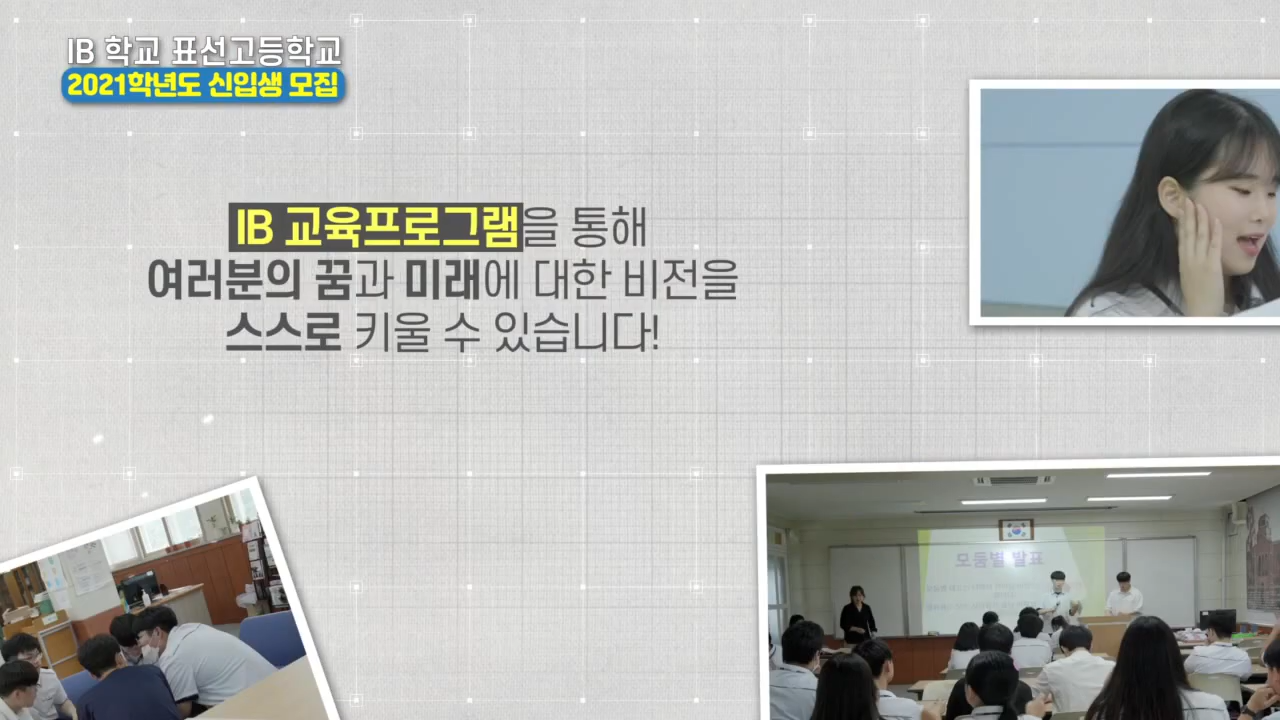 IB 학교 표선고등학교
2021학년도 신입생 모집
IB 교육프로그램을 통해
여러분의 꿈과 미래에 대한 비전을
스스로 키울 수 있습니다!
모둠별 발표